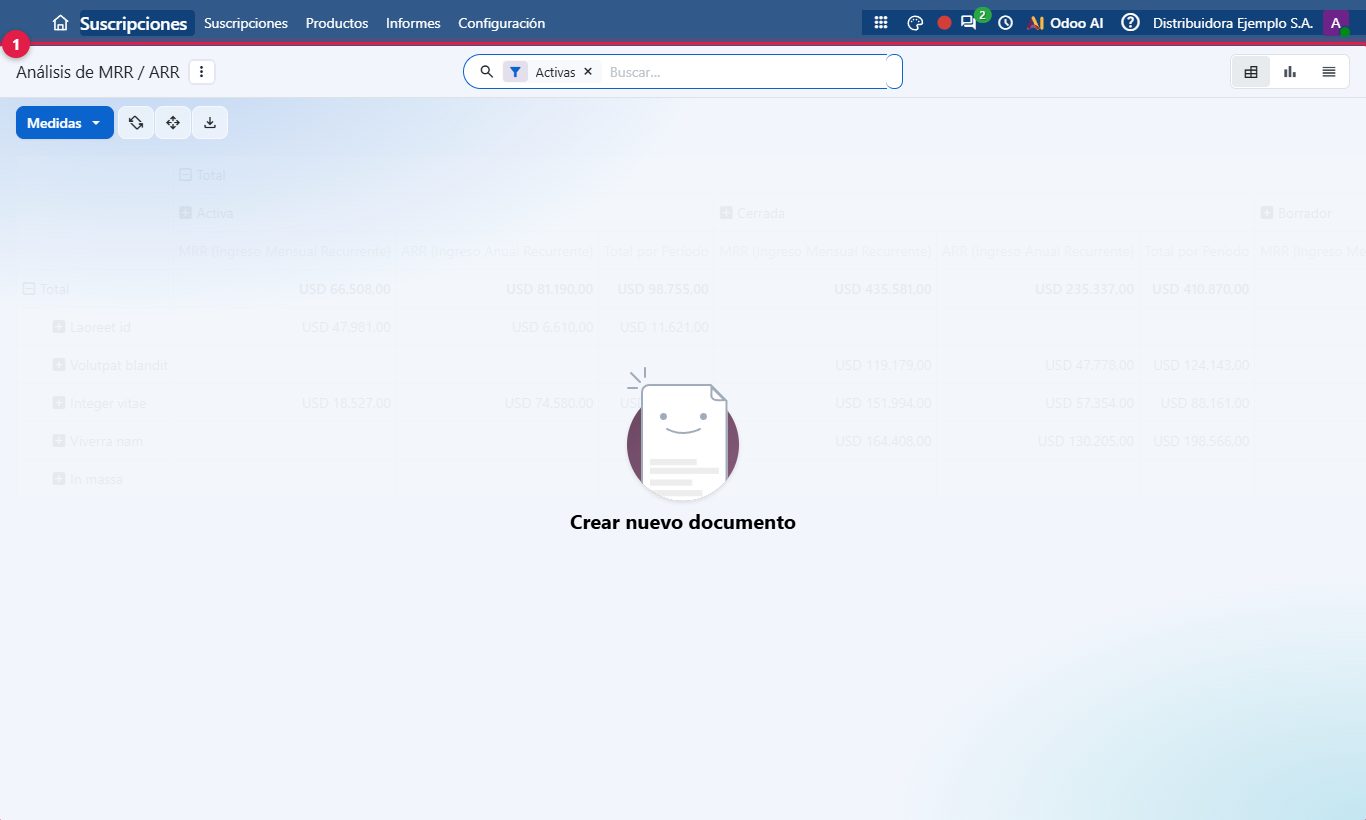 Suscripciones Suscripciones Productos Informes Configuración 2 Odoo AI Distribuidora Ejemplo S.A. A
1
Análisis de MRR / ARR Activas Buscar...
Medidas
Total
Activa Cerrada Borrador
MRR (Ingreso Mensual Recurrente) ARR (Ingreso Anual Recurrente) Total por Periodo MRR (Ingreso Mensual Recurrente) ARR (Ingreso Anual Recurrente) Total por Periodo MRR (Ingreso Me
Total USD 66.508,00 USD 81.190,00 USD 98.755,00 USD 435.581,00 USD 235.337,00 USD 410.870,00
Laoreet id USD 47.981,00 USD 6.610,00 USD 11.621,00
Volutpat blandit USD 119.179,00 USD 47.778,00 USD 124.143,00
Integer vitae USD 18.527,00 USD 74.580,00 USD 151.994,00 USD 57.354,00 USD 88.161,00
Viverra nam USD 164.408,00 USD 130.205,00 USD 198.566,00
In massa
Crear nuevo documento